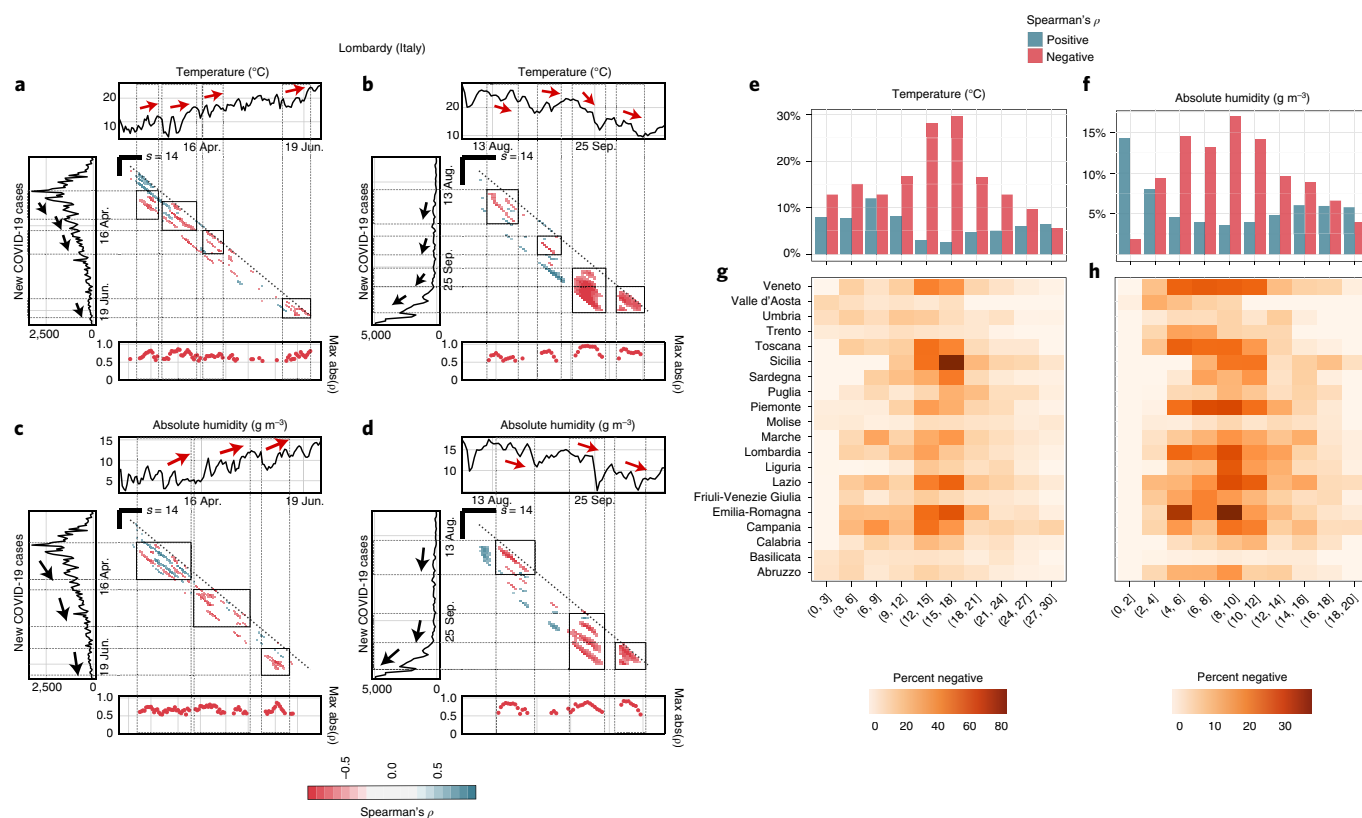 Lombardy (Italy)
Spearman's ρ
Positive
Negative
a
Temperature (°C)
20
10
16 Apr.
19 Jun.
s = 14
New COVID-19 cases
16 Apr.
19 Jun.
2,500
0
1.0
0.5
0
Max abs(ρ)
b
Temperature (°C)
20
10
13 Aug.
25 Sep.
s = 14
New COVID-19 cases
13 Aug.
25 Sep.
5,000
0
1.0
0.5
0
Max abs(ρ)
c
Absolute humidity (g m⁻³)
15
10
5
16 Apr.
19 Jun.
s = 14
New COVID-19 cases
16 Apr.
19 Jun.
2,500
0
1.0
0.5
0
Max abs(ρ)
d
Absolute humidity (g m⁻³)
15
10
13 Aug.
25 Sep.
s = 14
New COVID-19 cases
13 Aug.
25 Sep.
5,000
0
1.0
0.5
0
Max abs(ρ)
−0.5
0.0
0.5
Spearman's ρ
e
Temperature (°C)
30%
20%
10%
0%
f
Absolute humidity (g m⁻³)
15%
10%
5%
g
Veneto
Valle d'Aosta
Umbria
Trento
Toscana
Sicilia
Sardegna
Puglia
Piemonte
Molise
Marche
Lombardia
Liguria
Lazio
Friuli-Venezie Giulia
Emilia-Romagna
Campania
Calabria
Basilicata
Abruzzo
(0, 3]
(3, 6]
(6, 9]
(9, 12]
(12, 15]
(15, 18]
(18, 21]
(21, 24]
(24, 27]
(27, 30]
Percent negative
0 20 40 60 80
h
(0, 2]
(2, 4]
(4, 6]
(6, 8]
(8, 10]
(10, 12]
(12, 14]
(14, 16]
(16, 18]
(18, 20]
Percent negative
0 10 20 30